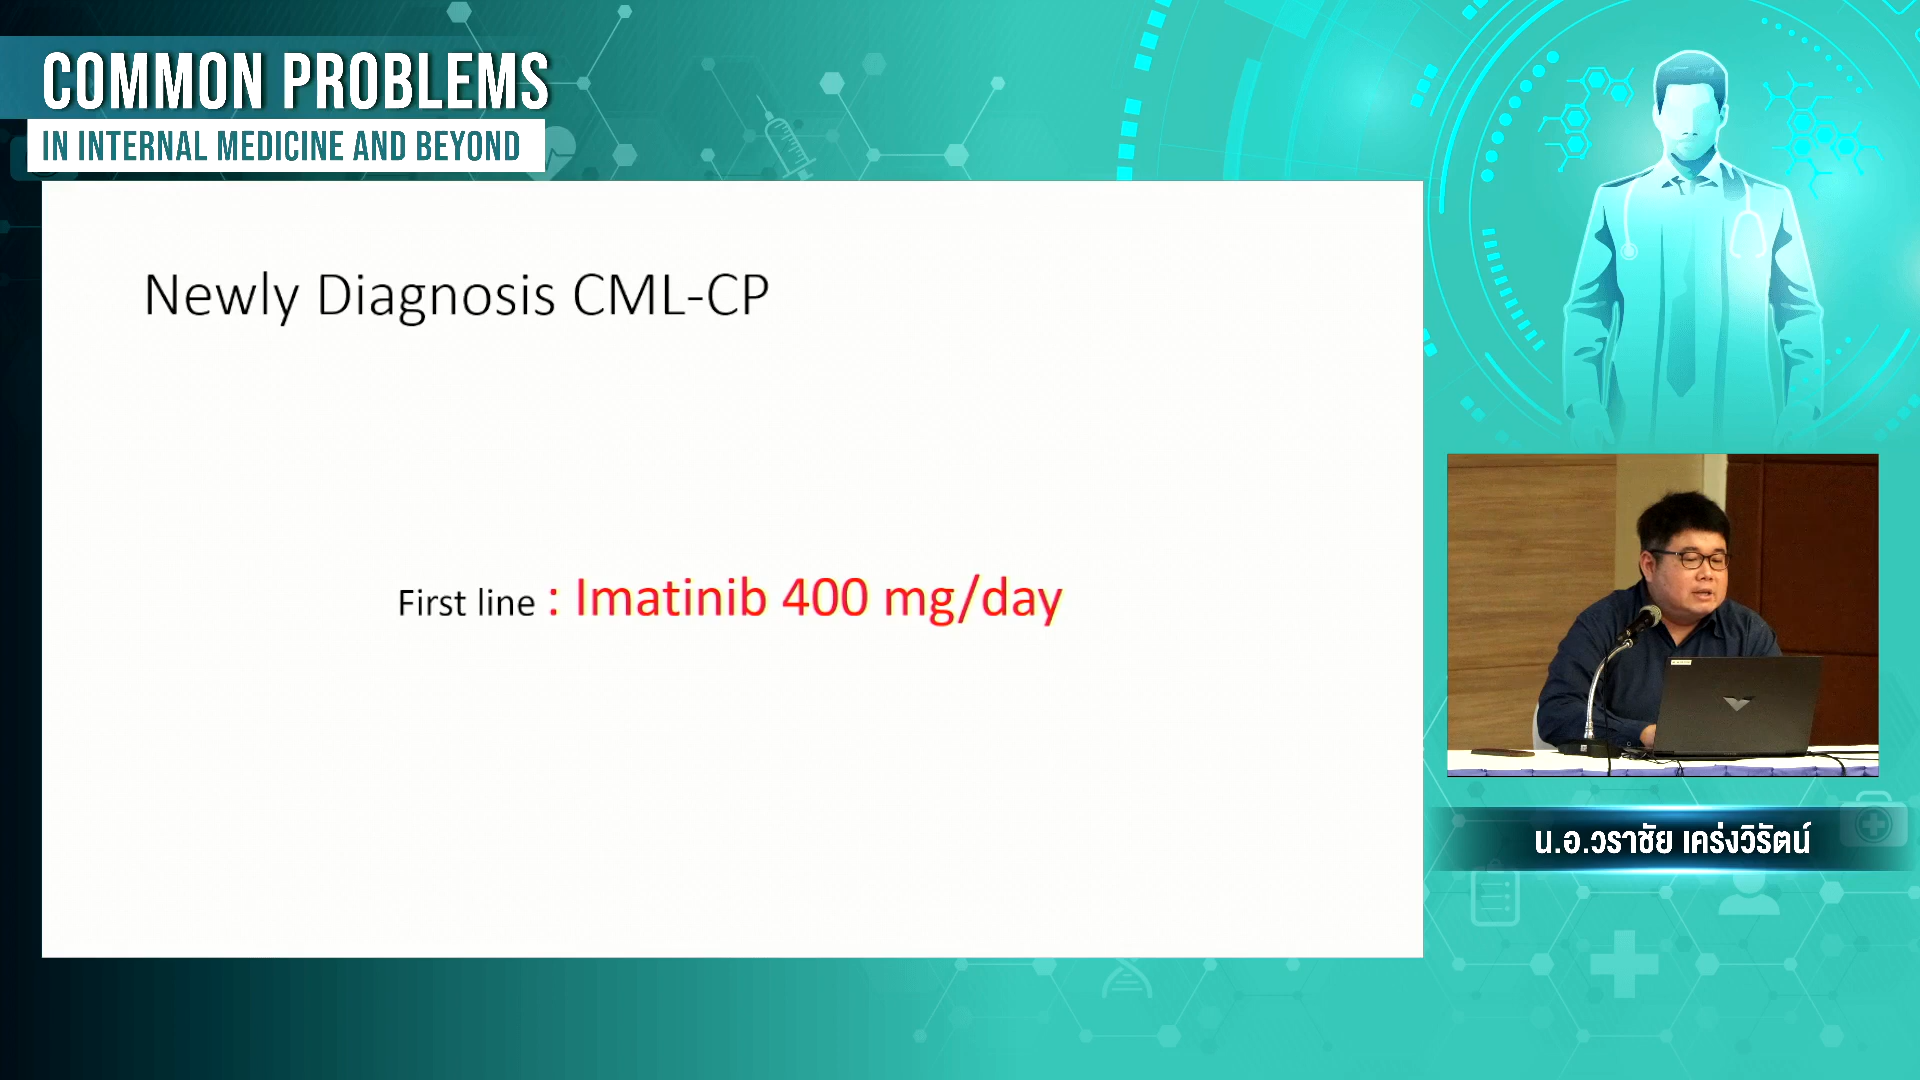 COMMON PROBLEMS
IN INTERNAL MEDICINE AND BEYOND
Newly Diagnosis CML-CP
First line : Imatinib 400 mg/day
น.อ.วราชัย เคร่งวิรัตน์